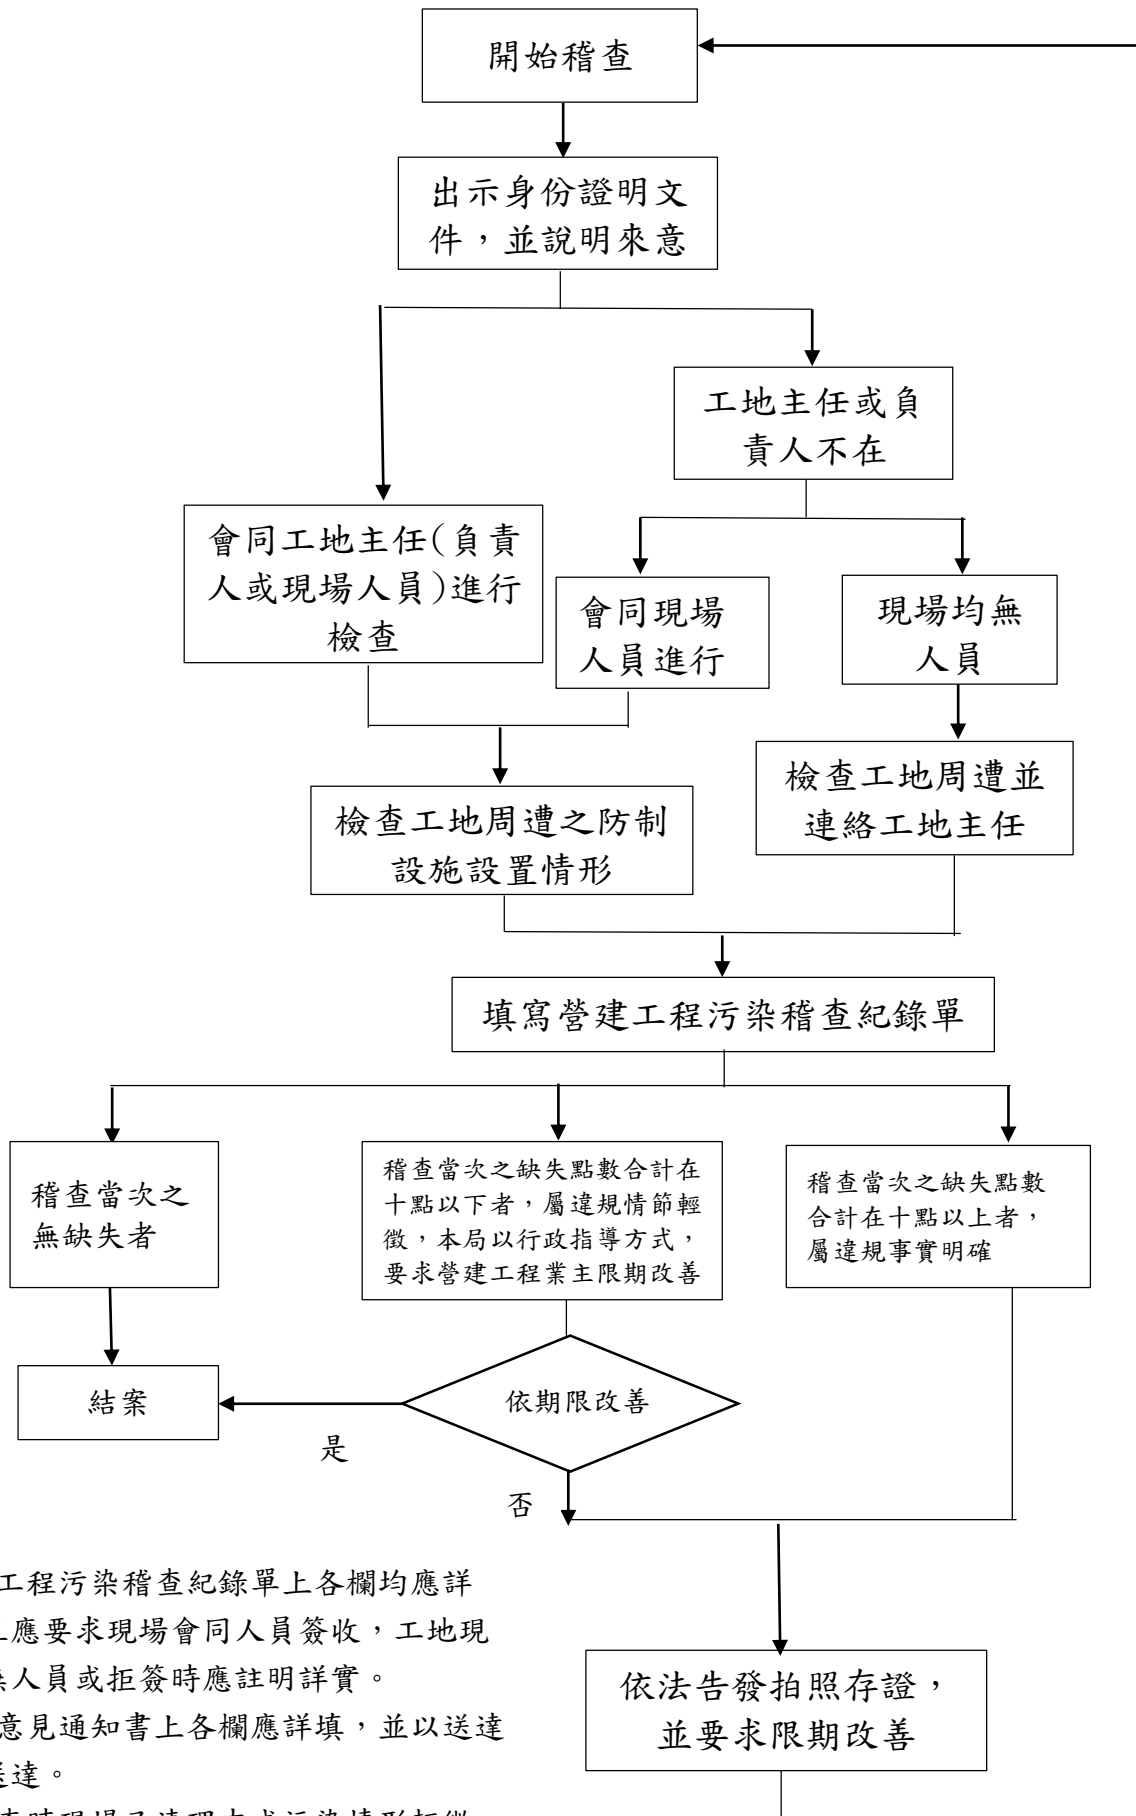 開始稽查
出示身份證明文
件，並說明來意
工地主任或負
責人不在
會同工地主任(負責
人或現場人員)進行
檢查
會同現場
人員進行
現場均無
人員
檢查工地周遭之防制
設施設置情形
檢查工地周遭並
連絡工地主任
填寫營建工程污染稽查紀錄單
稽查當次之
無缺失者
稽查當次之缺失點數合計在
十點以下者，屬違規情節輕
徵，本局以行政指導方式，
要求營建工程業主限期改善
稽查當次之缺失點數
合計在十點以上者，
屬違規事實明確
結案
依期限改善
是
否
工程污染稽查紀錄單上各欄均應詳
應要求現場會同人員簽收，工地現
無人員或拒簽時應註明詳實。
意見通知書上各欄應詳填，並以送達
送達。
依法告發拍照存證，
並要求限期改善